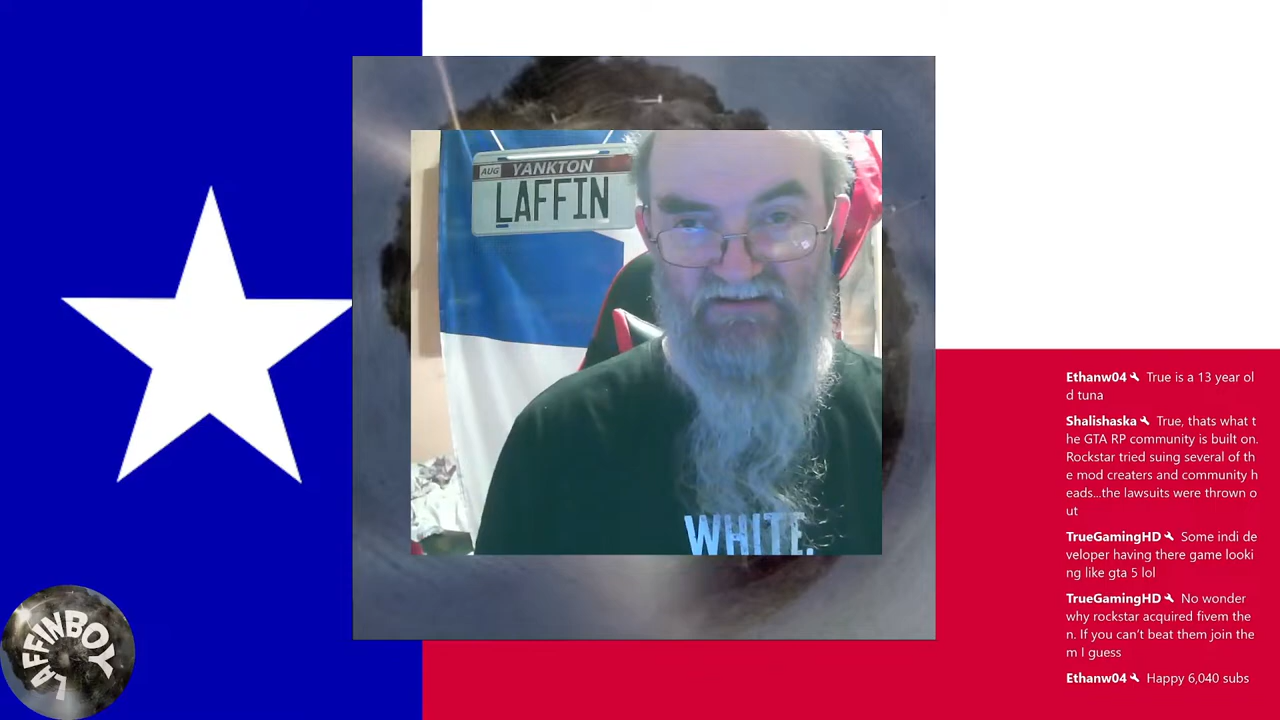 AUG YANKTON
LAFFIN
WHITE.
LAFFINBOY
Ethanw04 True is a 13 year ol
d tuna
Shalishaska True, thats what t
he GTA RP community is built on.
Rockstar tried suing several of th
e mod creaters and community h
eads...the lawsuits were thrown o
ut
TrueGamingHD Some indi de
veloper having there game looki
ng like gta 5 lol
TrueGamingHD No wonder
why rockstar acquired fivem the
n. If you can't beat them join the
m I guess
Ethanw04 Happy 6,040 subs